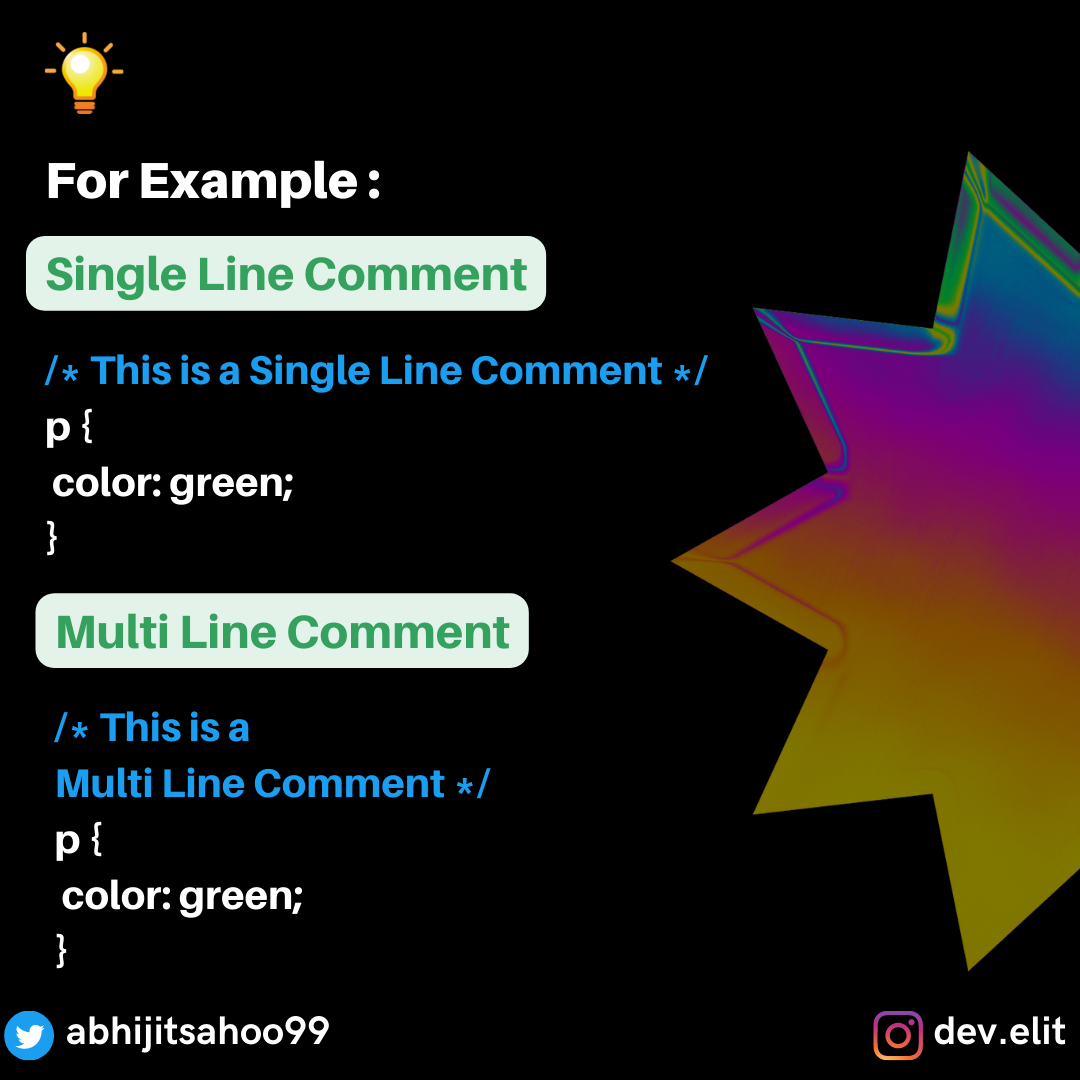 For Example :
Single Line Comment
/* This is a Single Line Comment */
p {
color: green;
}
Multi Line Comment
/* This is a
Multi Line Comment */
p {
color: green;
}
abhijitsahoo99
dev.elit